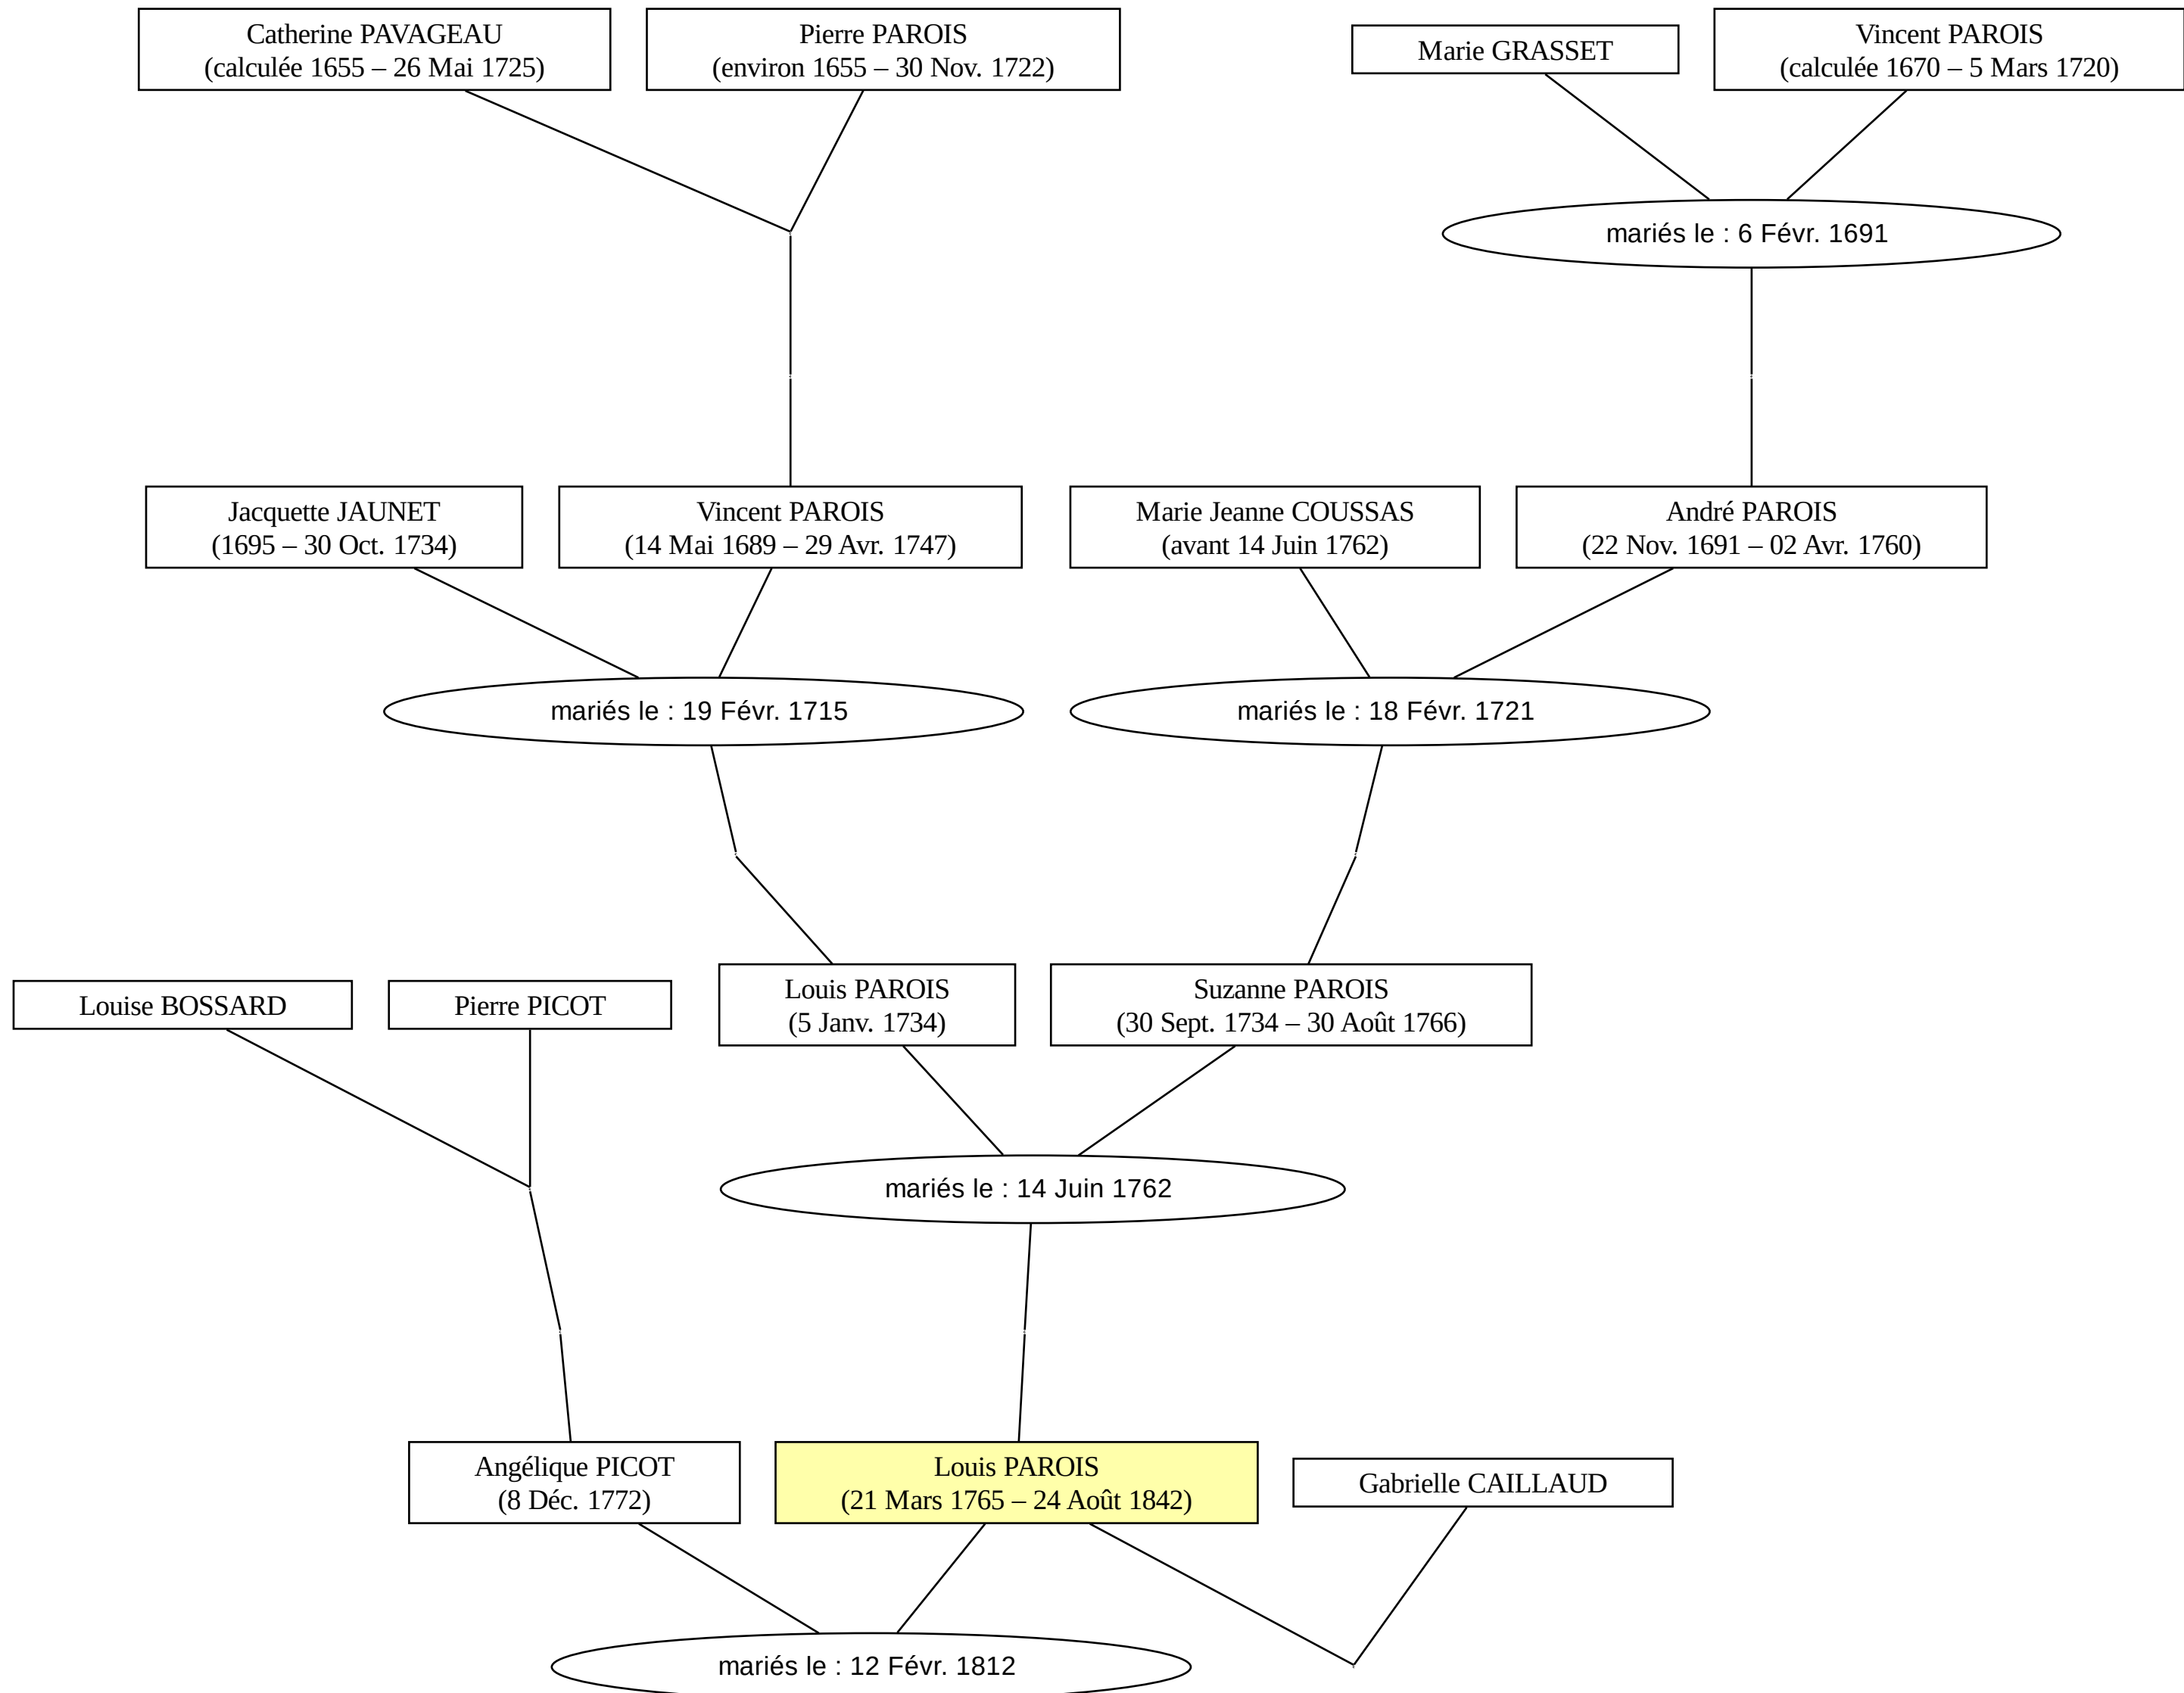 Catherine PAVAGEAU
(calculée 1655 – 26 Mai 1725)
Pierre PAROIS
(environ 1655 – 30 Nov. 1722)
Marie GRASSET
Vincent PAROIS
(calculée 1670 – 5 Mars 1720)
mariés le : 6 Févr. 1691
Jacquette JAUNET
(1695 – 30 Oct. 1734)
Vincent PAROIS
(14 Mai 1689 – 29 Avr. 1747)
Marie Jeanne COUSSAS
(avant 14 Juin 1762)
André PAROIS
(22 Nov. 1691 – 02 Avr. 1760)
mariés le : 19 Févr. 1715
mariés le : 18 Févr. 1721
Louise BOSSARD
Pierre PICOT
Louis PAROIS
(5 Janv. 1734)
Suzanne PAROIS
(30 Sept. 1734 – 30 Août 1766)
mariés le : 14 Juin 1762
Angélique PICOT
(8 Déc. 1772)
Louis PAROIS
(21 Mars 1765 – 24 Août 1842)
Gabrielle CAILLAUD
mariés le : 12 Févr. 1812